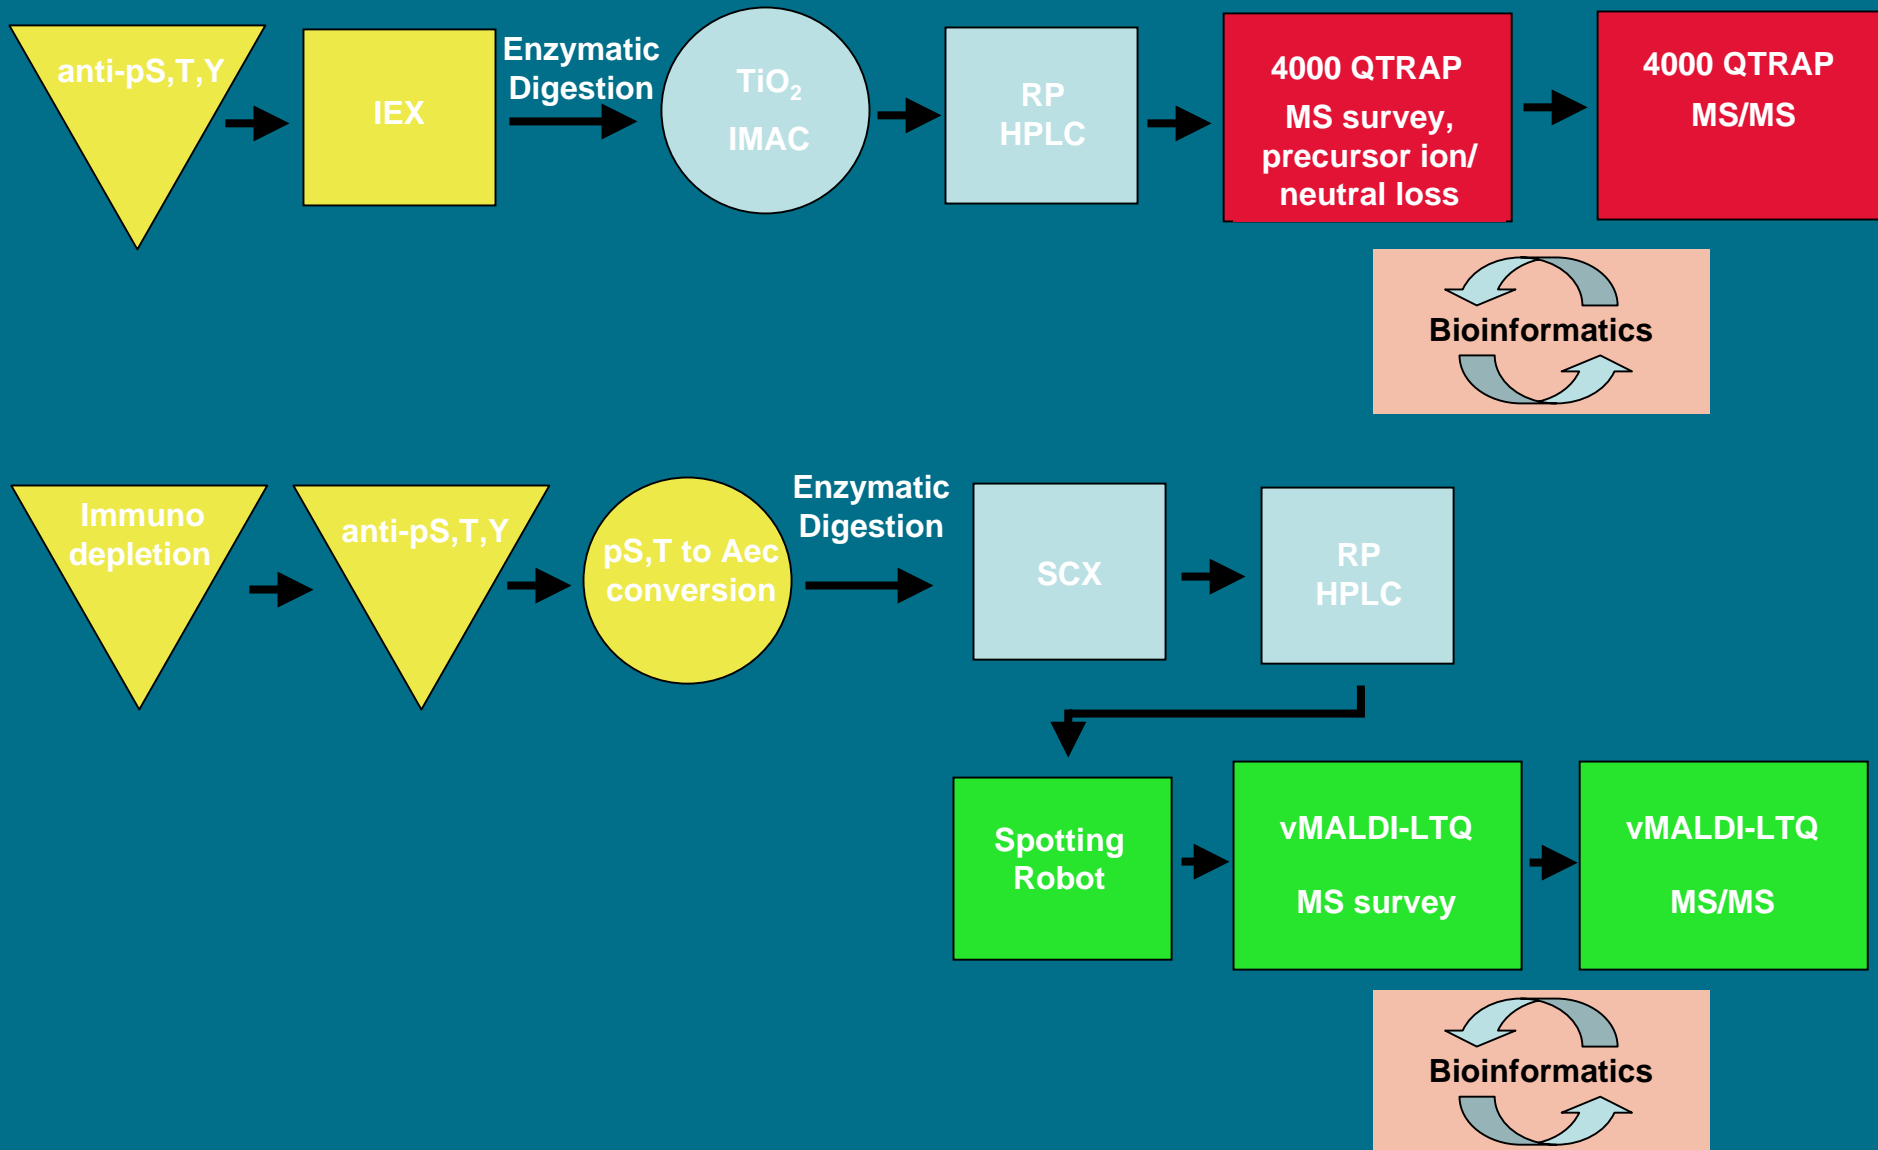 anti-pS,T,Y
IEX
Enzymatic
Digestion
TiO₂
IMAC
RP
HPLC
4000 QTRAP
MS survey,
precursor ion/
neutral loss
4000 QTRAP
MS/MS
Bioinformatics
Immuno
depletion
anti-pS,T,Y
pS,T to Aec
conversion
Enzymatic
Digestion
SCX
RP
HPLC
Spotting
Robot
vMALDI-LTQ
MS survey
vMALDI-LTQ
MS/MS
Bioinformatics